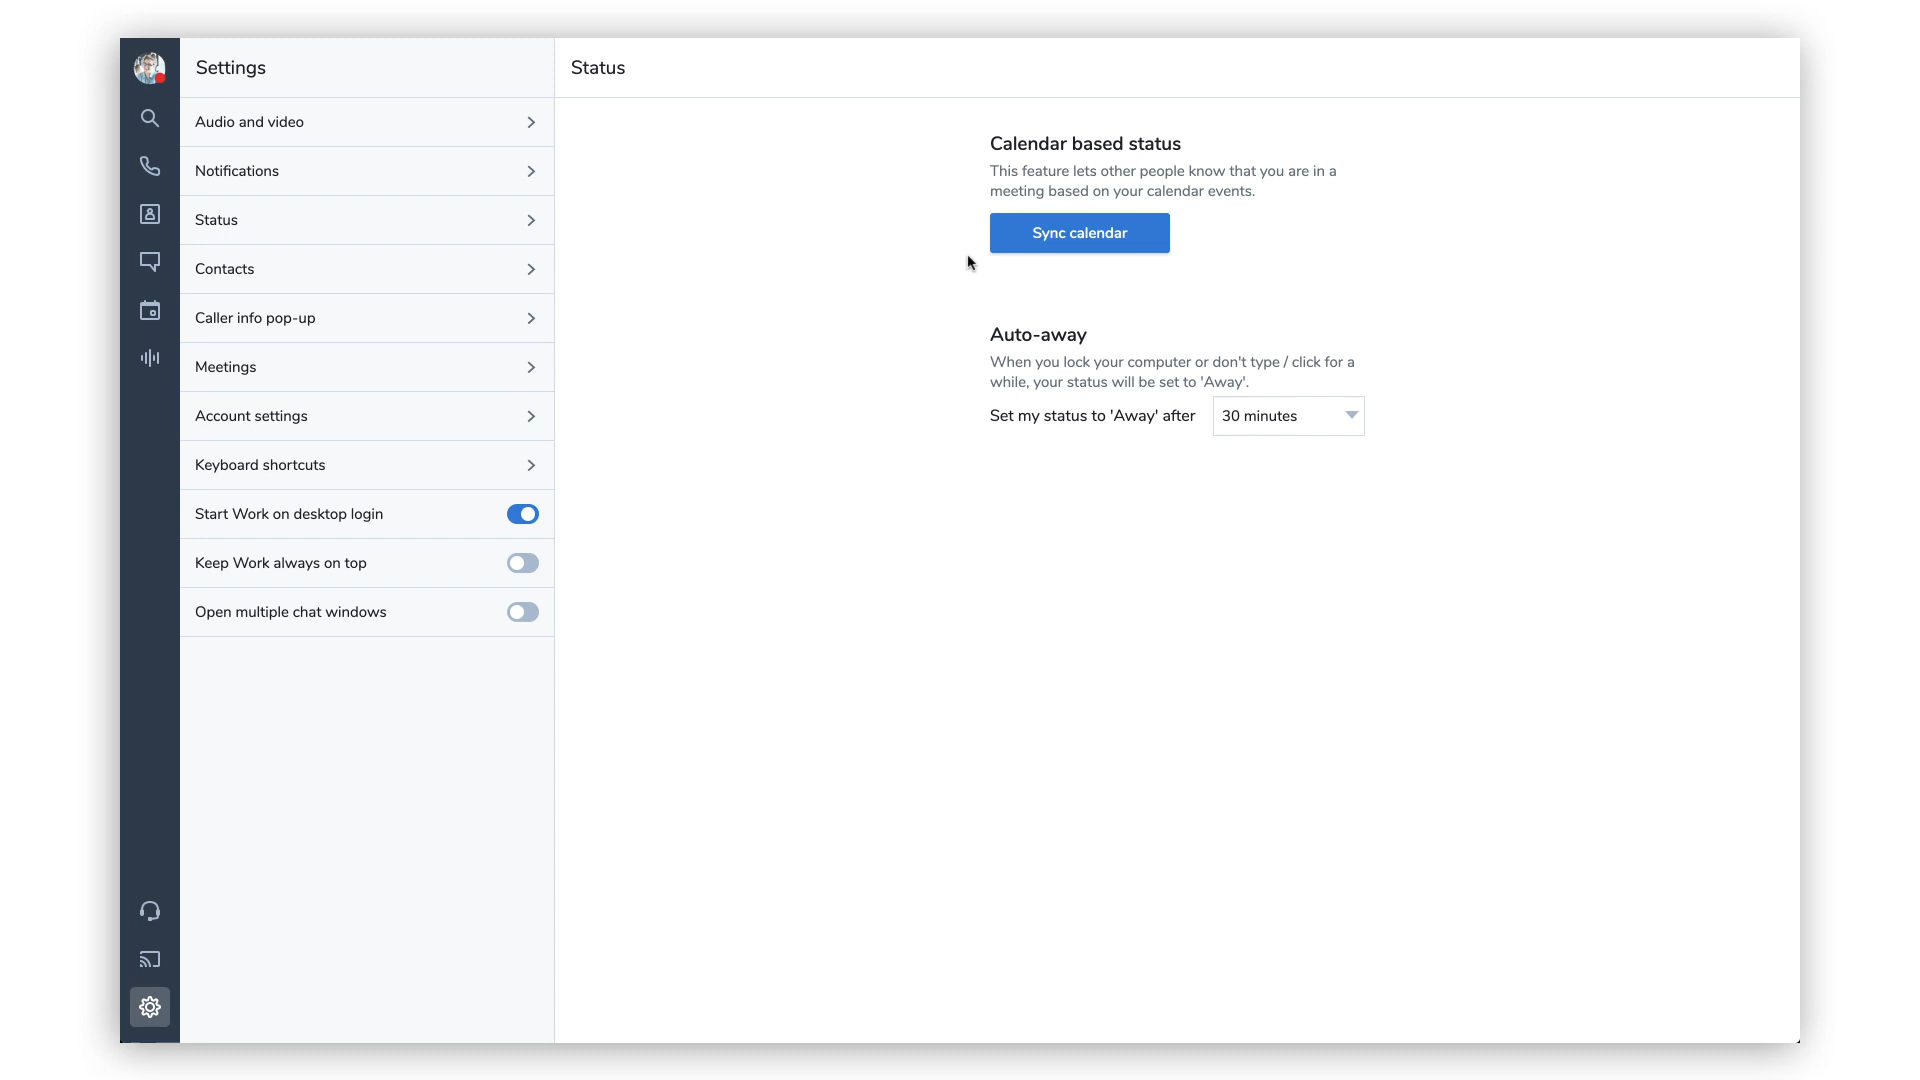 Settings
Audio and video
Notifications
Status
Contacts
Caller info pop-up
Meetings
Account settings
Keyboard shortcuts
Start Work on desktop login
Keep Work always on top
Open multiple chat windows
Status
Calendar based status
This feature lets other people know that you are in a
meeting based on your calendar events.
Sync calendar
Auto-away
When you lock your computer or don't type / click for a
while, your status will be set to 'Away'.
Set my status to 'Away' after 30 minutes